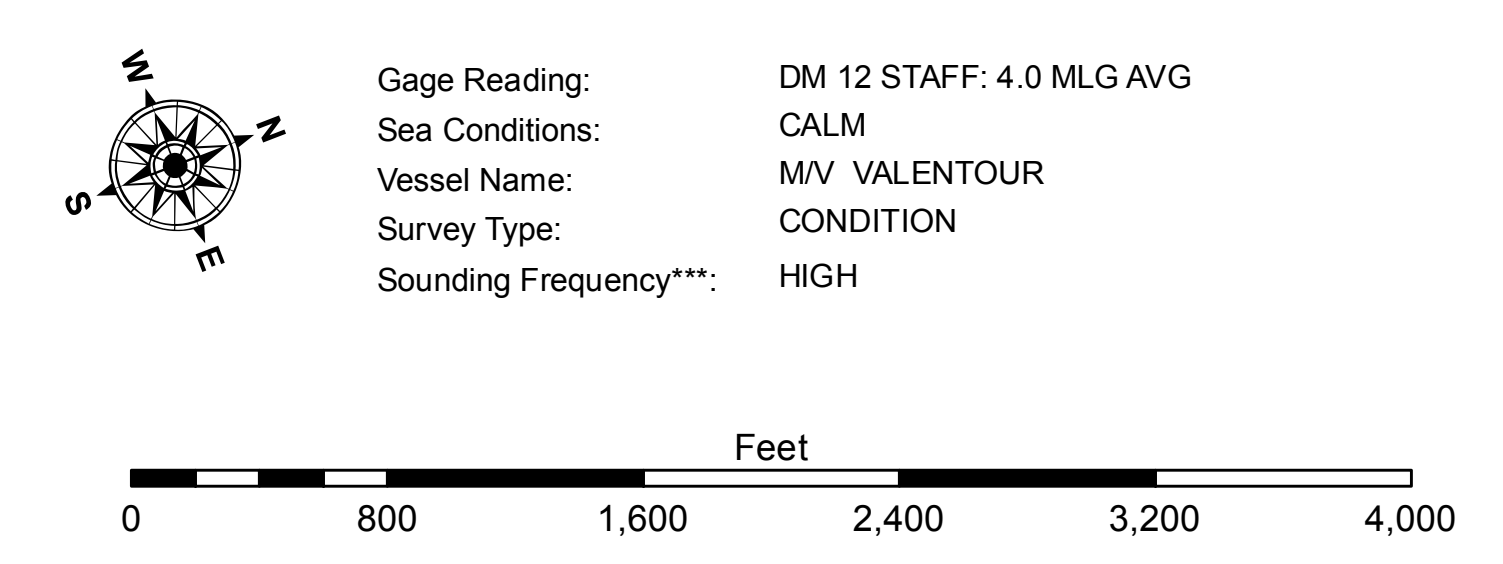 W
N
S
E
Gage Reading: DM 12 STAFF: 4.0 MLG AVG
Sea Conditions: CALM
Vessel Name: M/V VALENTOUR
Survey Type: CONDITION
Sounding Frequency***: HIGH
Feet
0 800 1,600 2,400 3,200 4,000